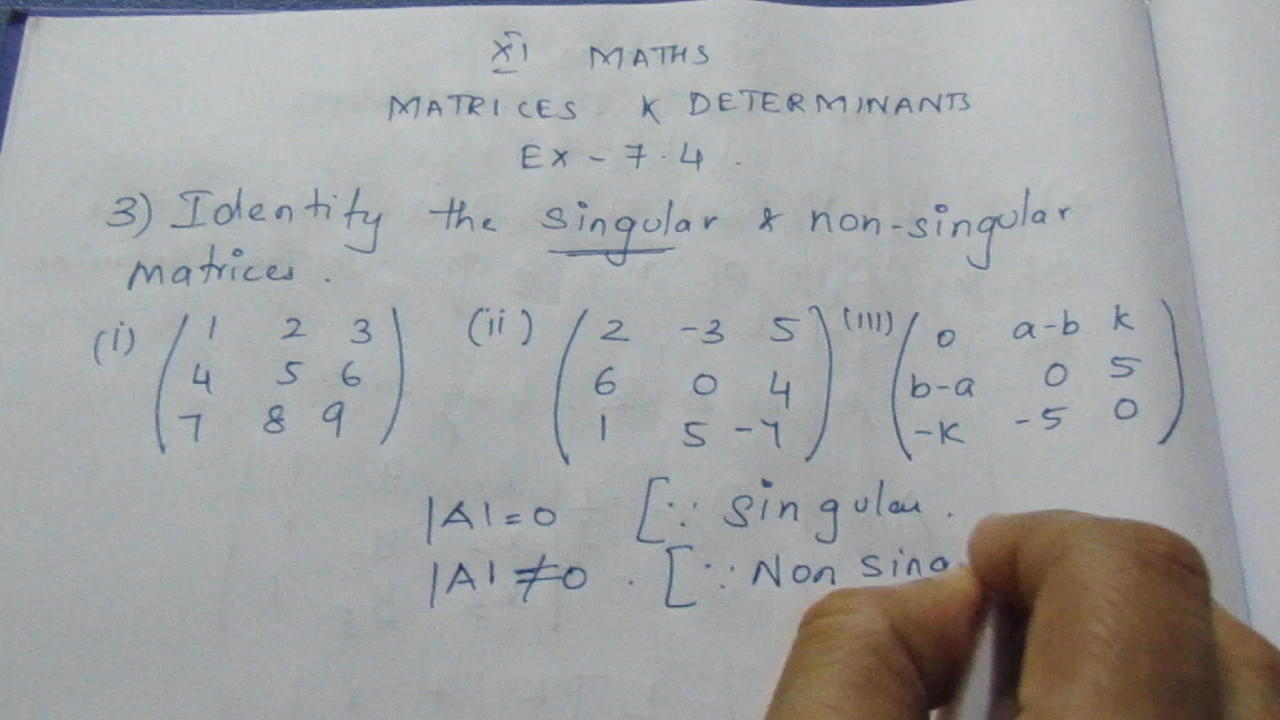 XI MATHS
MATRICES & DETERMINANTS
EX - 7.4.
3) Identify the singular & non-singular
matrices.
(i) ( 1 2 3 (ii) ( 2 -3 5 (iii) ( 0 a-b k
4 5 6 ) 6 0 4 ) b-a 0 5 )
7 8 9 1 5 -7 -k -5 0
|A| = 0 [∵ singular.
|A| ≠ 0. [∵ Non sing